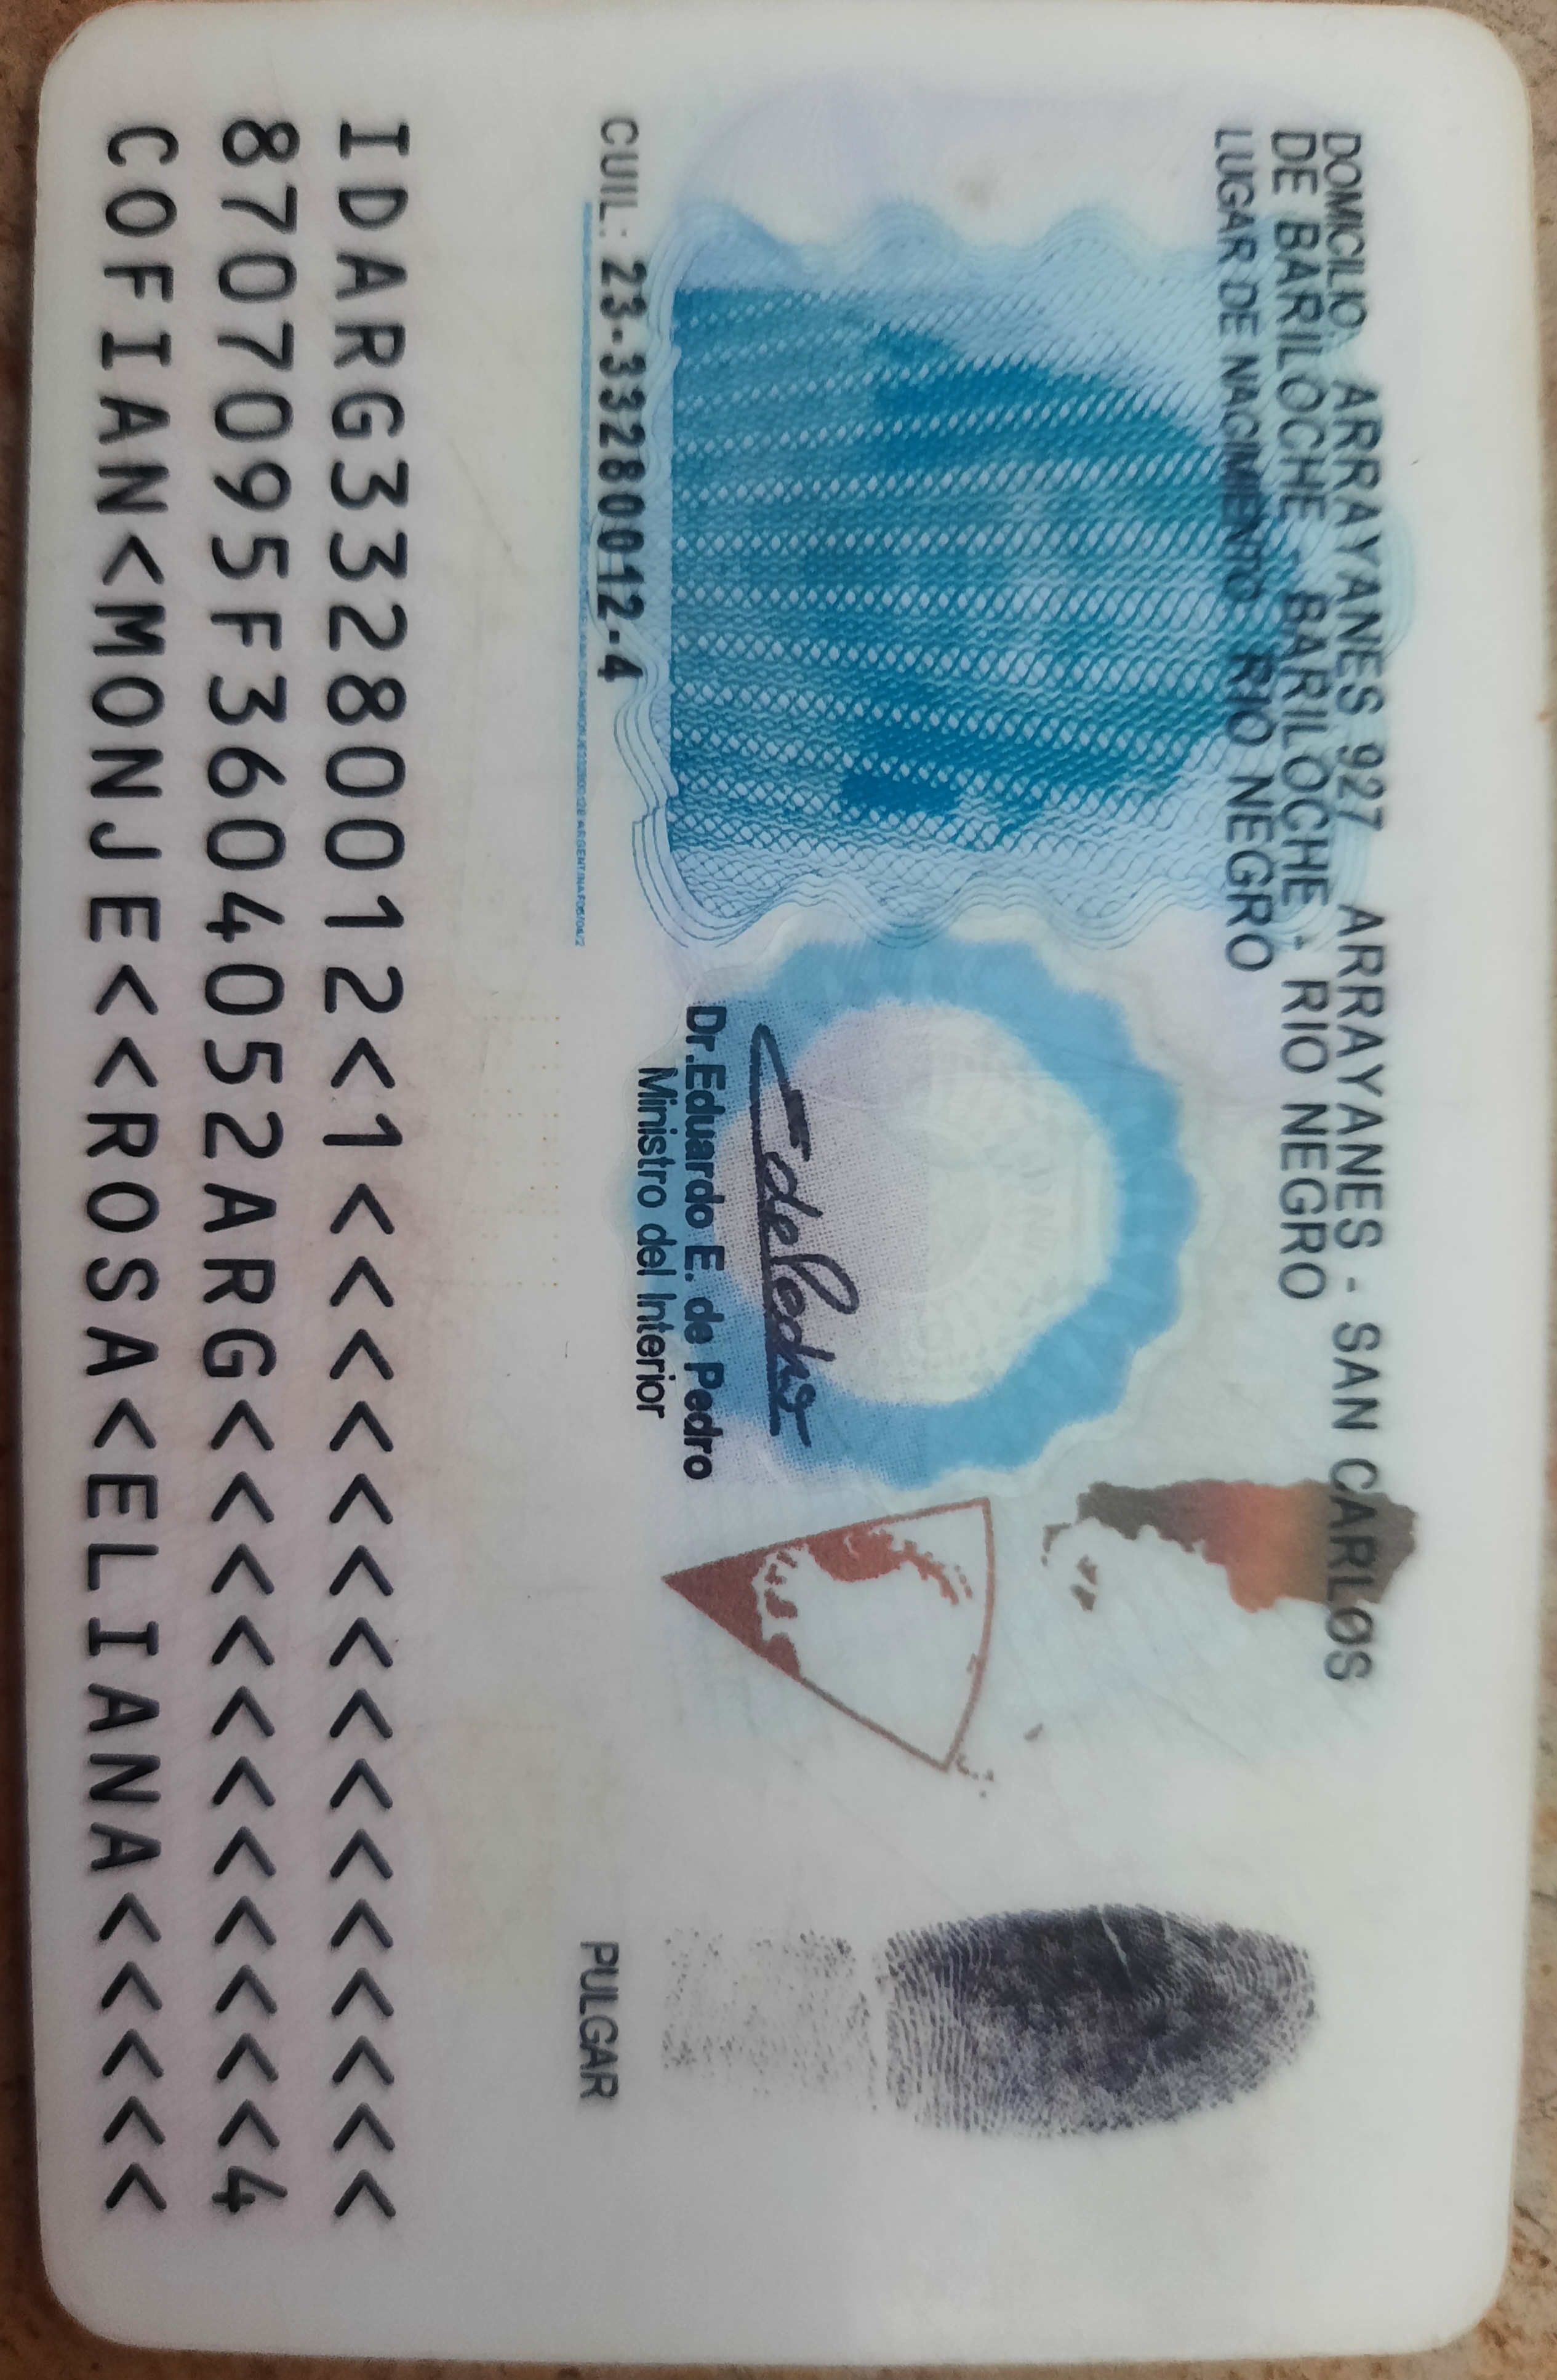 DOMICILIO: ARRAYANES 927 ARRAYANES - SAN CARLOS
DE BARILOCHE - BARILOCHE - RIO NEGRO
LUGAR DE NACIMIENTO: RIO NEGRO
Dr.Eduardo E. de Pedro
Ministro del Interior
CUIL: 23-33280012-4
PULGAR
IDARG33280012<1<<<<<<<<<<<<<<<
8707095F3604052ARG<<<<<<<<<<<4
COFIAN<MONJE<<ROSA<ELIANA<<<<<